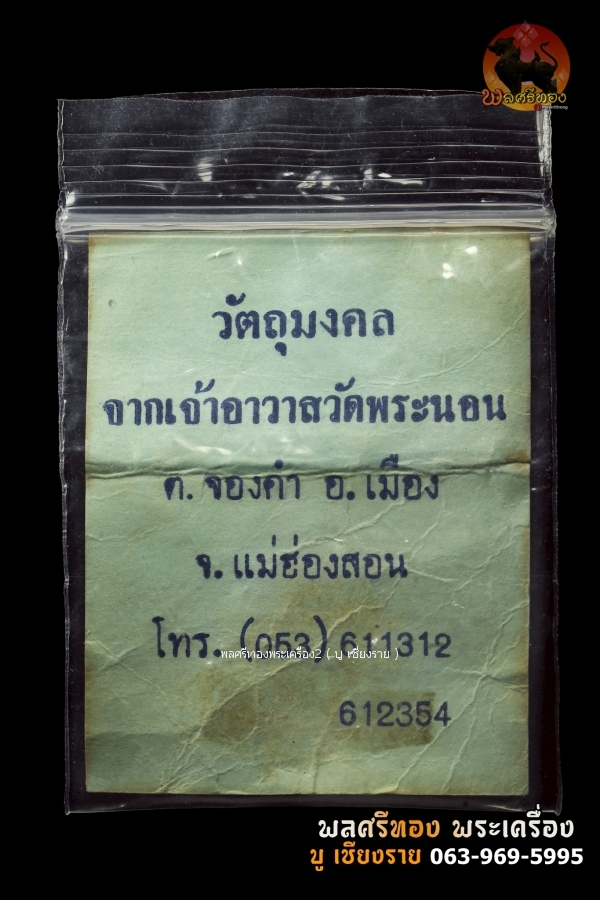 พลศรีทอง
วัตถุมงคล
จากเจ้าอาวาสวัดพระนอน
ต. จองคำ อ. เมือง
จ. แม่ฮ่องสอน
โทร. (053) 611312
พลศรีทองพระเครื่อง2 ( บู เชียงราย )
612354
พลศรีทอง พระเครื่อง
บู เชียงราย 063-969-5995